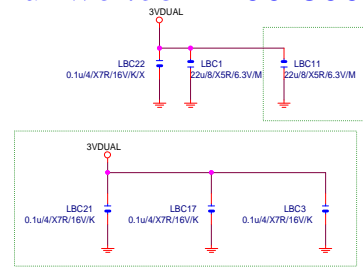 3VDUAL
LBC22
0.1u/4/X7R/16V/K/X
LBC1
22u/8/X5R/6.3V/M
LBC11
22u/8/X5R/6.3V/M
3VDUAL
LBC21
0.1u/4/X7R/16V/K
LBC17
0.1u/4/X7R/16V/K
LBC3
0.1u/4/X7R/16V/K